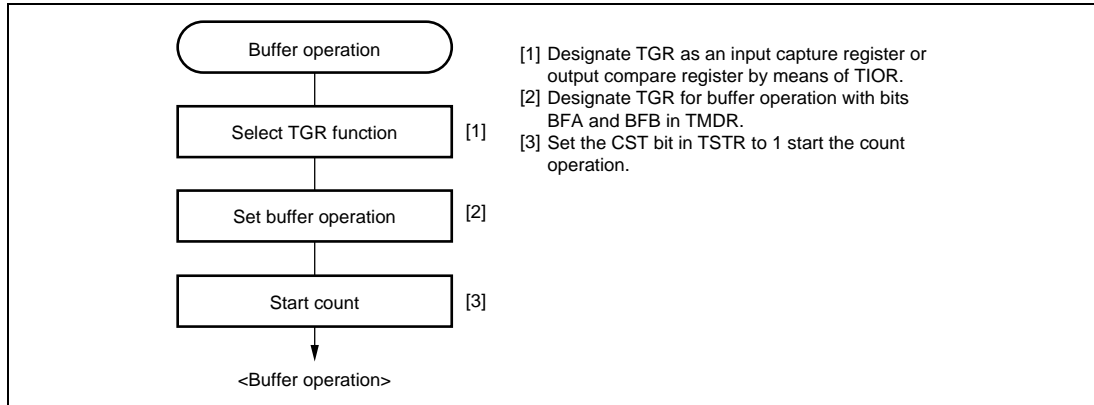 Buffer operation
Select TGR function
[1]
Set buffer operation
[2]
Start count
[3]
<Buffer operation>
[1] Designate TGR as an input capture register or
output compare register by means of TIOR.
[2] Designate TGR for buffer operation with bits
BFA and BFB in TMDR.
[3] Set the CST bit in TSTR to 1 start the count
operation.